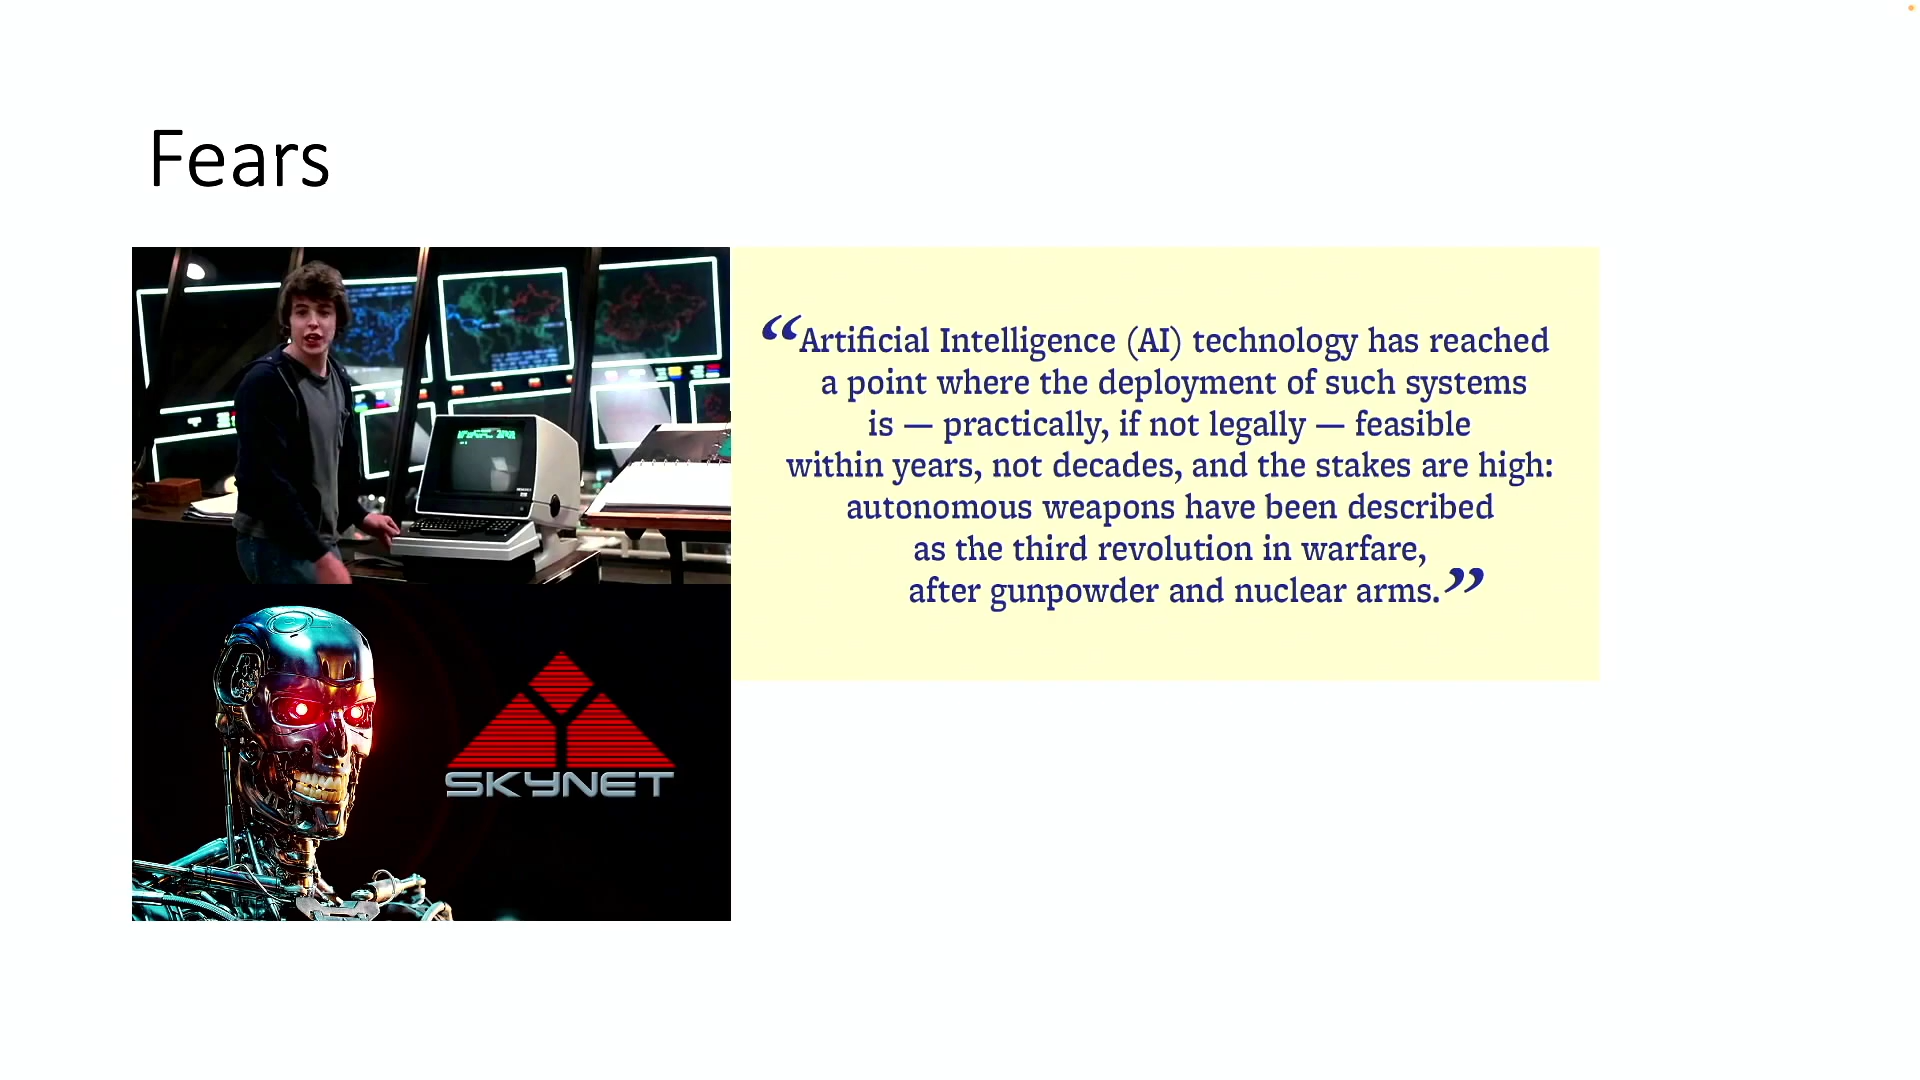 Fears
“Artificial Intelligence (AI) technology has reached
a point where the deployment of such systems
is — practically, if not legally — feasible
within years, not decades, and the stakes are high:
autonomous weapons have been described
as the third revolution in warfare,
after gunpowder and nuclear arms.”
SKYNET